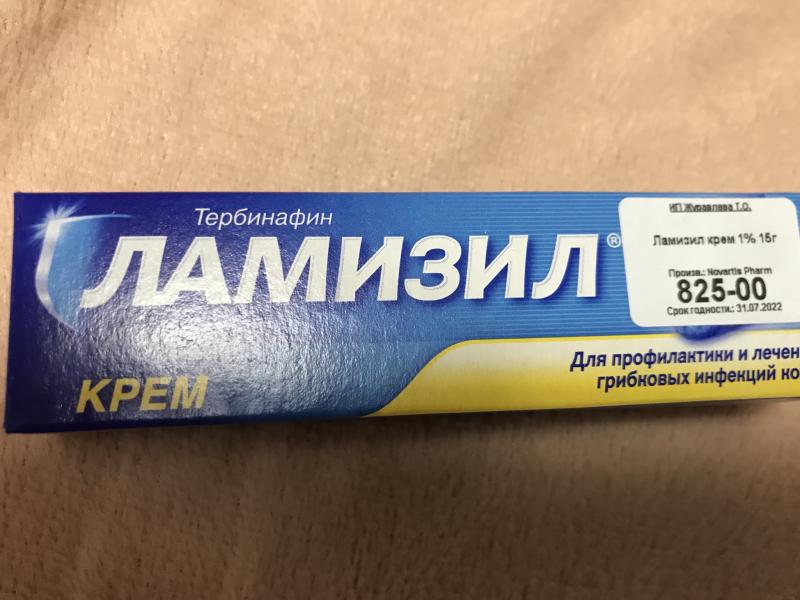 Тербинафин
ЛАМИЗИЛ®
КРЕМ
ИП Журавлева Т.О.
Ламизил крем 1% 15г
Произв.: Novartis Pharm
825-00
Срок годности.: 31.07.2022
Для профилактики и лечен
грибковых инфекций ко